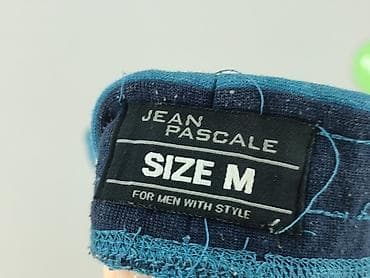 JEAN
PASCALE
SIZE M
FOR MEN WITH STYLE